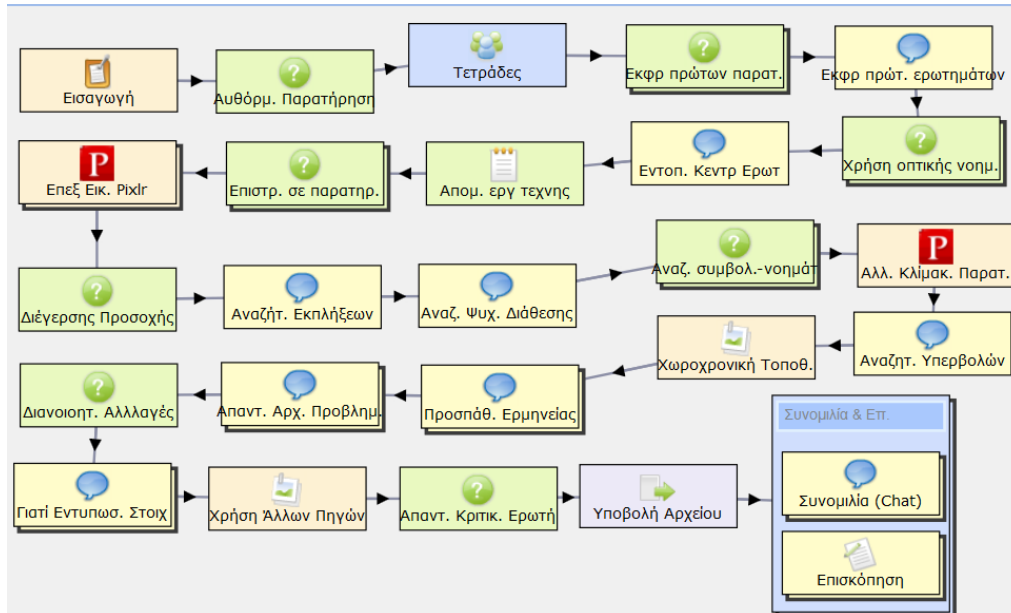 Εισαγωγή
Αυθόρμ. Παρατήρηση
Τετράδες
Εκφρ πρώτων παρατ.
Εκφρ πρώτ. ερωτημάτων
Χρήση οπτικής νοημ.
Εντοπ. Κεντρ Ερωτ
Απομ. εργ τεχνης
Επιστρ. σε παρατηρ.
P
Επεξ Εικ. Pixlr
Διέγερσης Προσοχής
Αναζήτ. Εκπλήξεων
Αναζ. Ψυχ. Διάθεσης
Αναζ. συμβολ.-νοημάτ
P
Αλλ. Κλίμακ. Παρατ.
Αναζητ. Υπερβολών
Χωροχρονική Τοποθ.
Προσπάθ. Ερμηνείας
Απαντ. Αρχ. Προβλημ.
Διανοιοητ. Αλλλαγές
Γιατί Εντυπωσ. Στοιχ
Χρήση Άλλων Πηγών
Απαντ. Κριτικ. Ερωτή
Υποβολή Αρχείου
Συνομιλία & Επ.
Συνομιλία (Chat)
Επισκόπηση